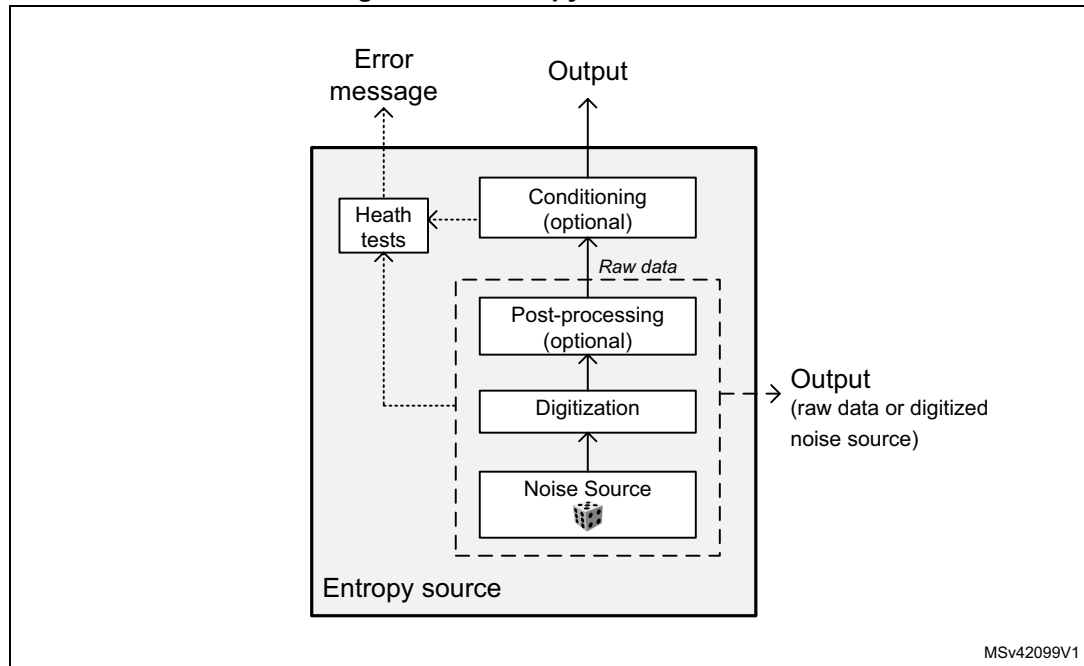 Error
message
Output
Conditioning
(optional)
Heath
tests
Raw data
Post-processing
(optional)
Digitization
Output
(raw data or digitized
noise source)
Noise Source
Entropy source
MSv42099V1